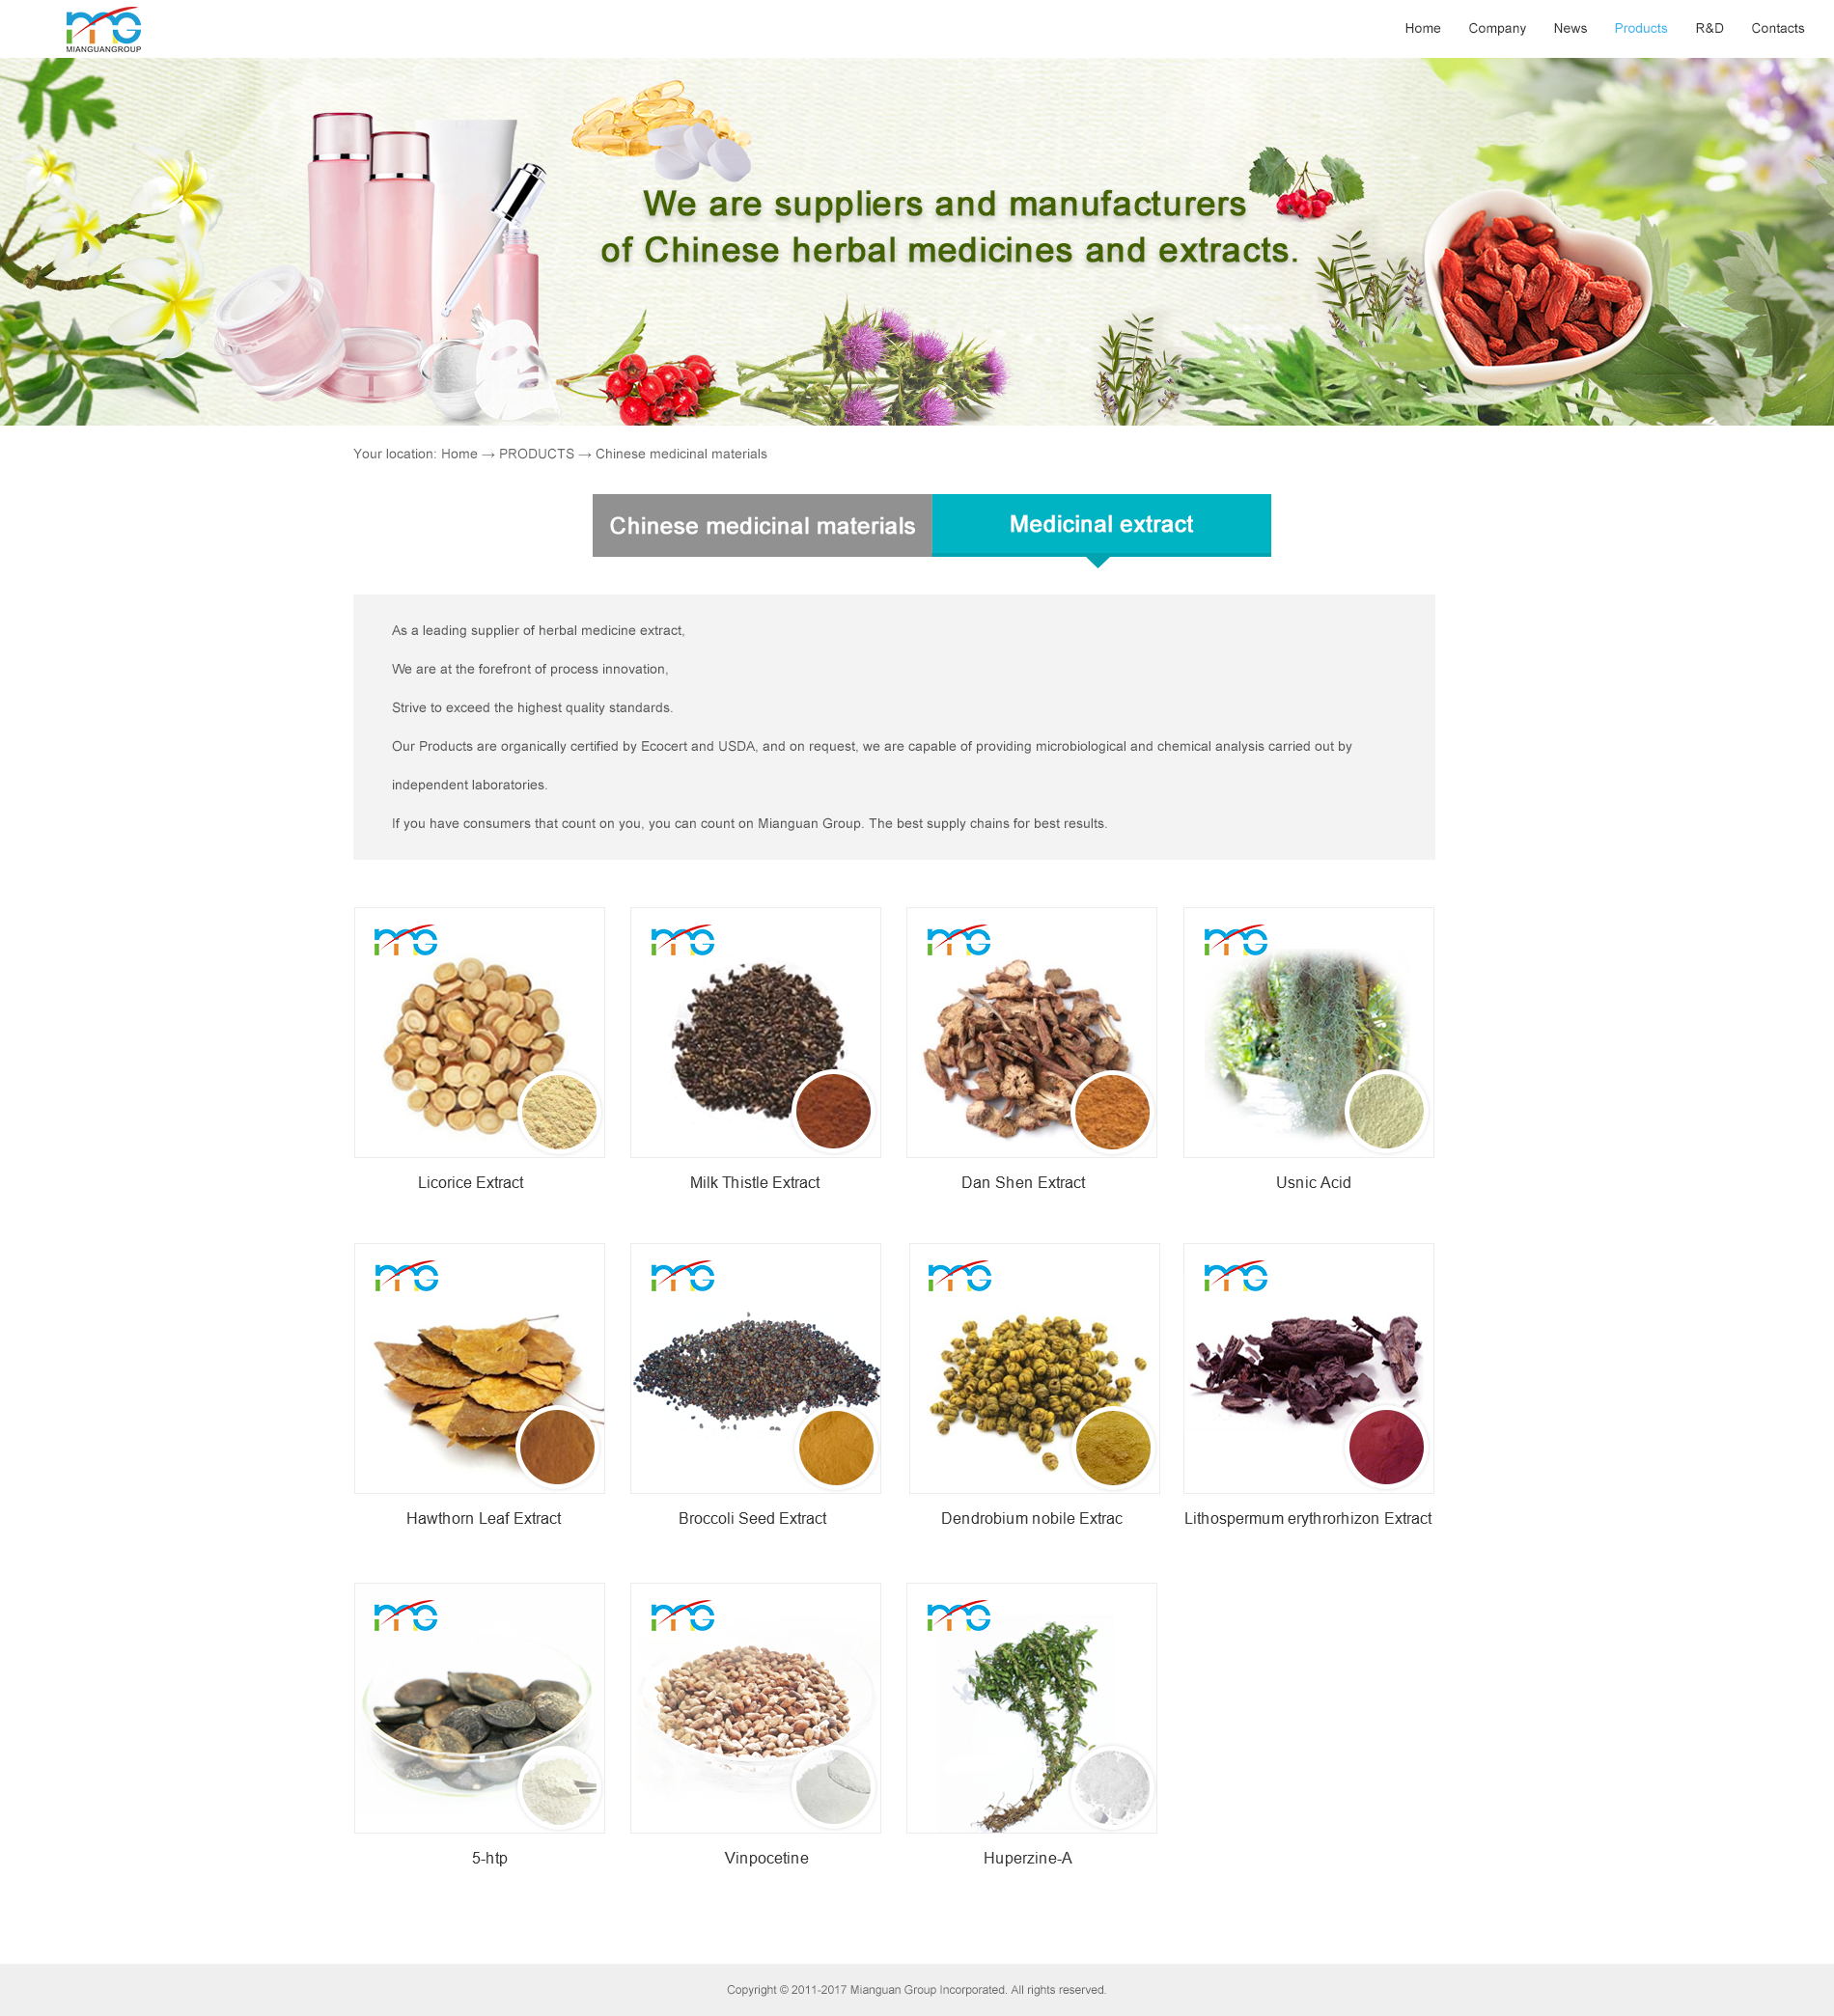 MIANGUANGROUP
Home Company News Products R&D Contacts
We are suppliers and manufacturers
of Chinese herbal medicines and extracts.
Your location: Home → PRODUCTS → Chinese medicinal materials
Chinese medicinal materials Medicinal extract
As a leading supplier of herbal medicine extract,
We are at the forefront of process innovation,
Strive to exceed the highest quality standards.
Our Products are organically certified by Ecocert and USDA, and on request, we are capable of providing microbiological and chemical analysis carried out by
independent laboratories.
If you have consumers that count on you, you can count on Mianguan Group. The best supply chains for best results.
Licorice Extract Milk Thistle Extract Dan Shen Extract Usnic Acid
Hawthorn Leaf Extract Broccoli Seed Extract Dendrobium nobile Extrac Lithospermum erythrorhizon Extract
5-htp Vinpocetine Huperzine-A
Copyright © 2011-2017 Mianguan Group Incorporated. All rights reserved.